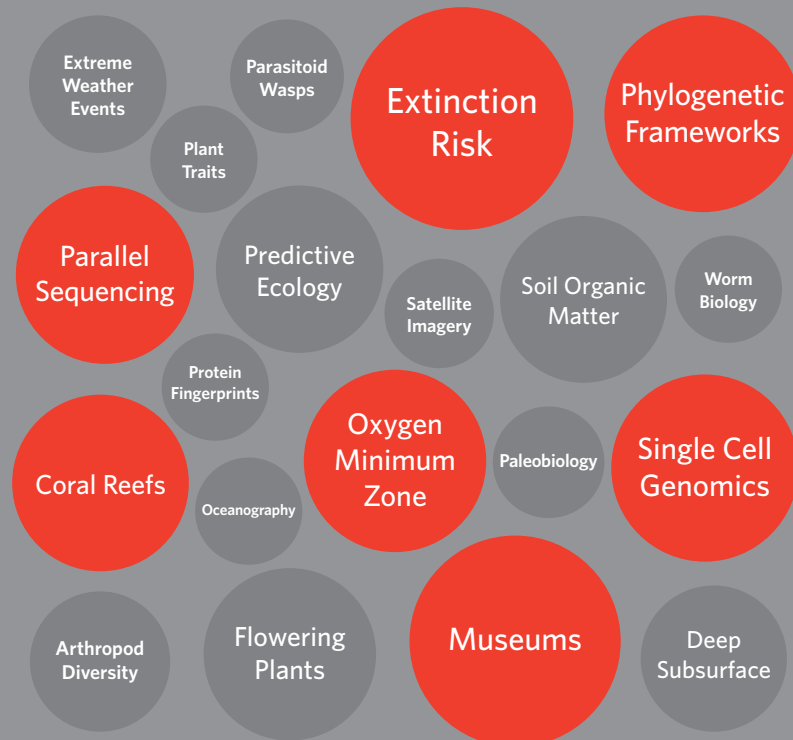 Extreme
Weather
Events
Parasitoid
Wasps
Extinction
Risk
Phylogenetic
Frameworks
Plant
Traits
Parallel
Sequencing
Predictive
Ecology
Satellite
Imagery
Soil Organic
Matter
Worm
Biology
Protein
Fingerprints
Coral Reefs
Oxygen
Minimum
Zone
Paleobiology
Single Cell
Genomics
Oceanography
Arthropod
Diversity
Flowering
Plants
Museums
Deep
Subsurface